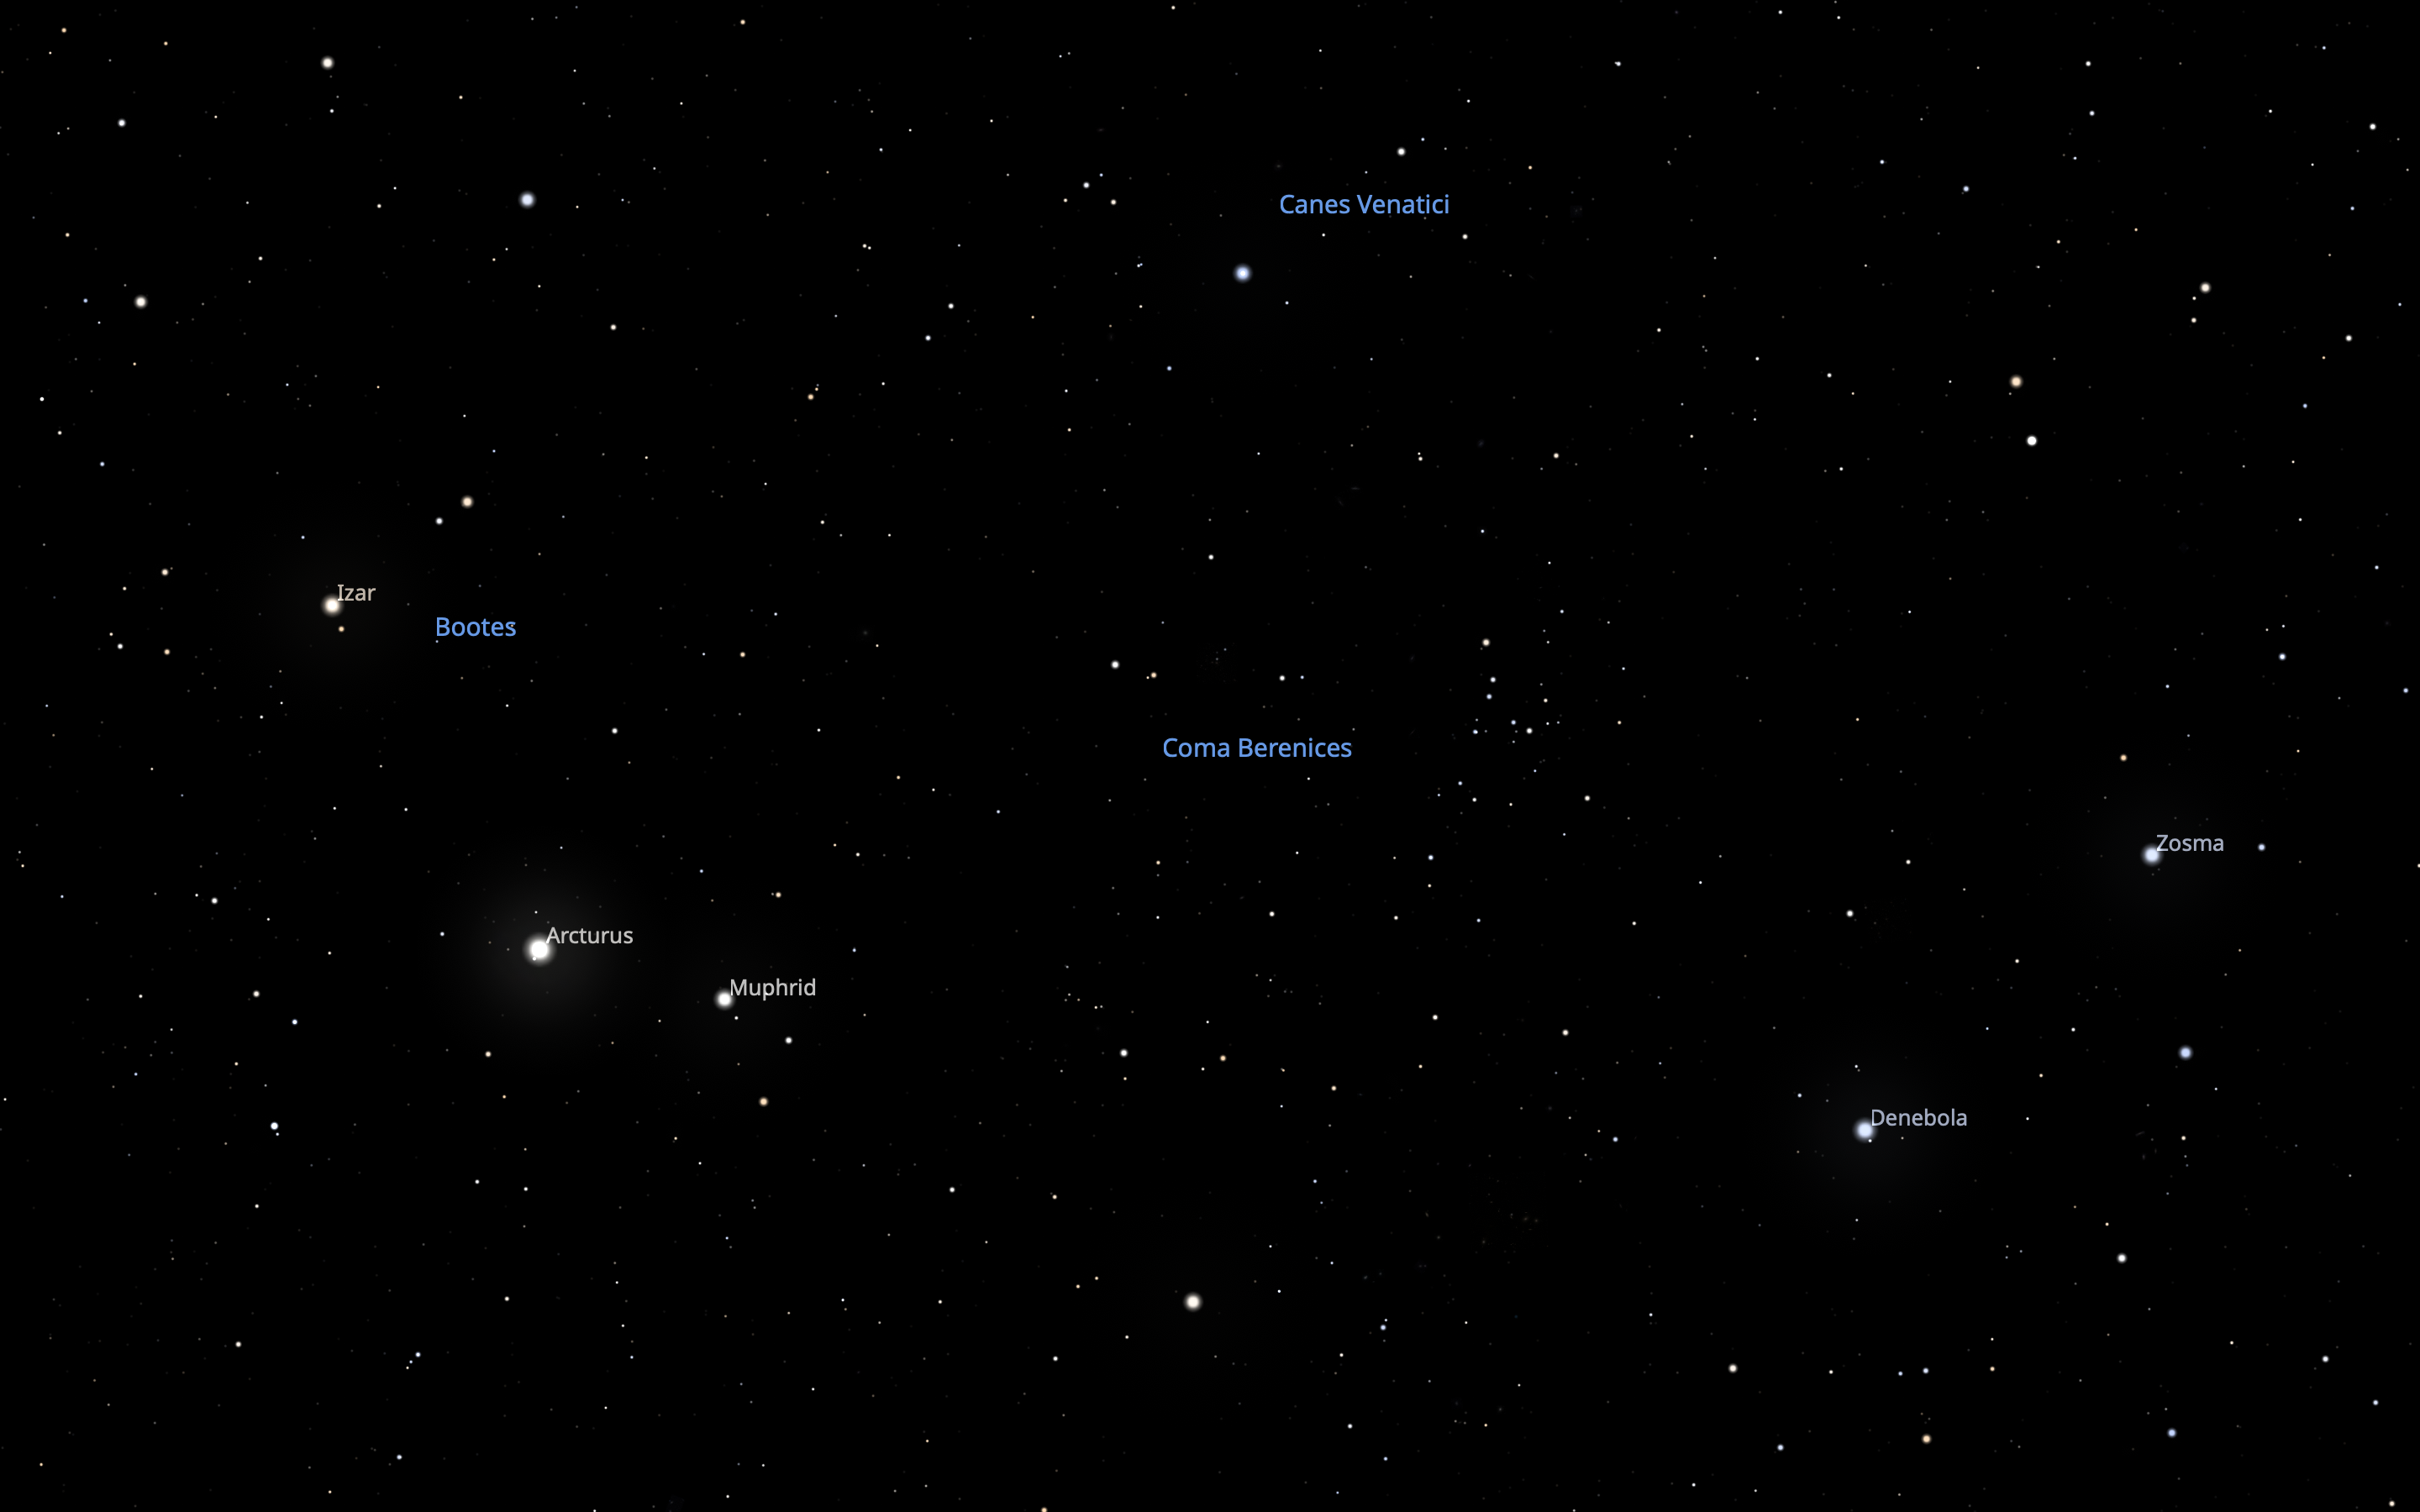 Canes Venatici
Izar
Bootes
Coma Berenices
Zosma
Arcturus
Muphrid
Denebola